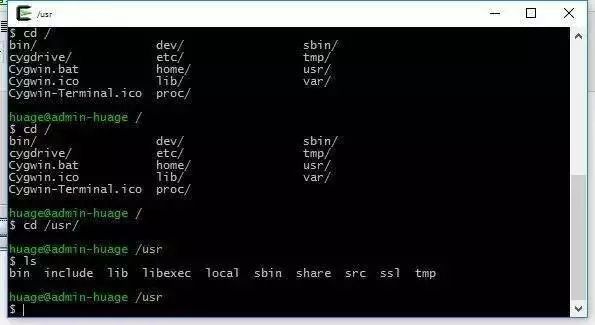 /usr
$ cd /
bin/ dev/ sbin/
cygdrive/ etc/ tmp/
Cygwin.bat home/ usr/
Cygwin.ico lib/ var/
Cygwin-Terminal.ico proc/
huage@admin-huage /
$ cd /
bin/ dev/ sbin/
cygdrive/ etc/ tmp/
Cygwin.bat home/ usr/
Cygwin.ico lib/ var/
Cygwin-Terminal.ico proc/
huage@admin-huage /
$ cd /usr/
huage@admin-huage /usr
$ ls
bin include lib libexec local sbin share src ssl tmp
huage@admin-huage /usr
$